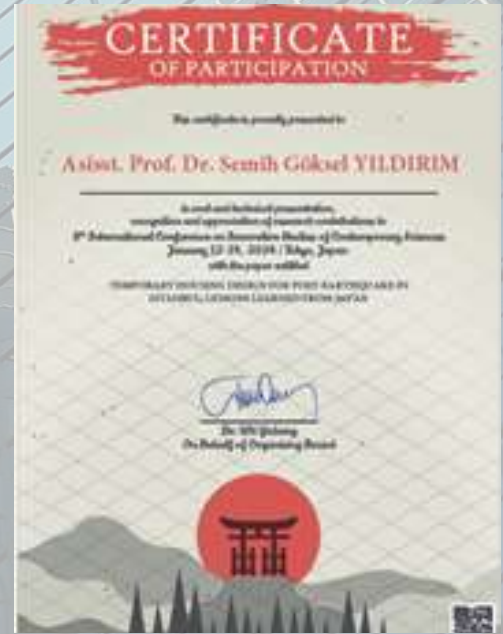 CERTIFICATE
OF PARTICIPATION
This certificate is proudly presented to
Asisst. Prof. Dr. Semih Göksel YILDIRIM
in oral and technical presentation,
recognition and appreciation of research contributions to
International Conference on Innovative Studies of Contemporary Sciences
January 2024 / Tokyo, Japan
with the paper entitled
TEMPORARY HOUSING DESIGN FOR POST-EARTHQUAKE IN
ISTANBUL, LESSONS LEARNED FROM JAPAN
Dr.
On Behalf of Organizing Board